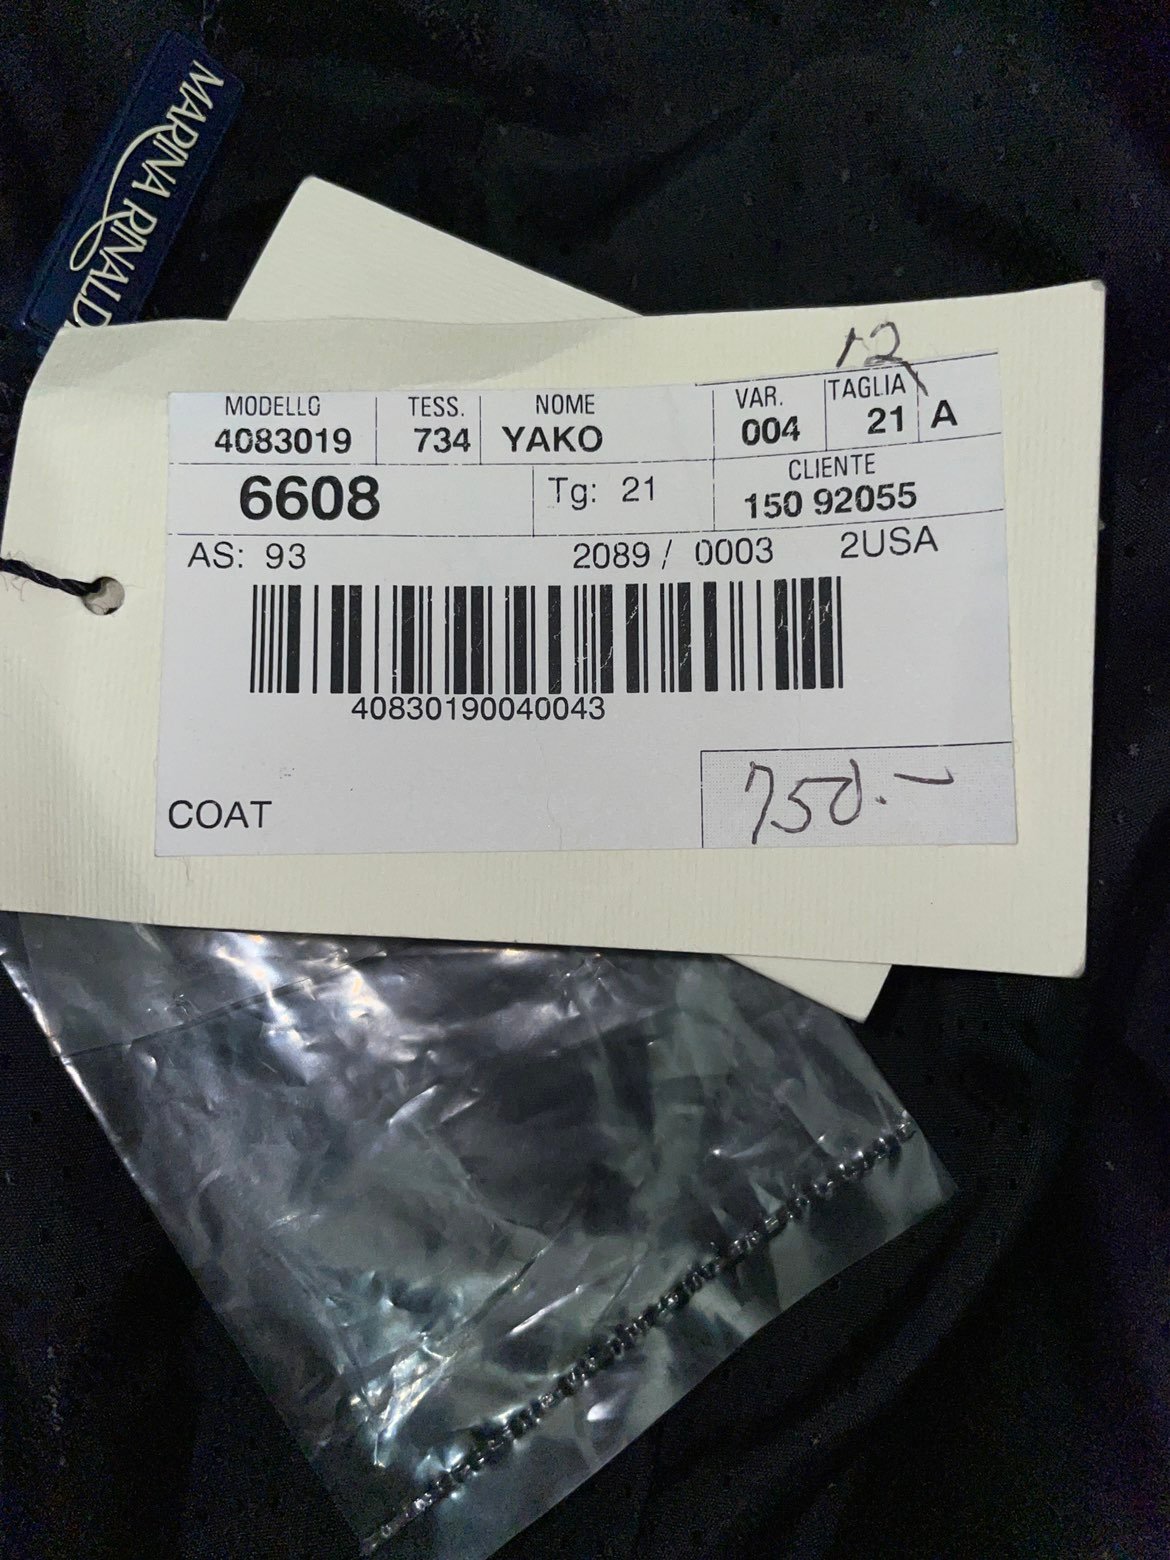 MARINA RINALD
12
MODELLO TESS. NOME VAR. TAGLIA
4083019 734 YAKO 004 21 A
6608 Tg: 21 CLIENTE
150 92055
AS: 93 2089 / 0003 2USA
40830190040043
COAT 750.-